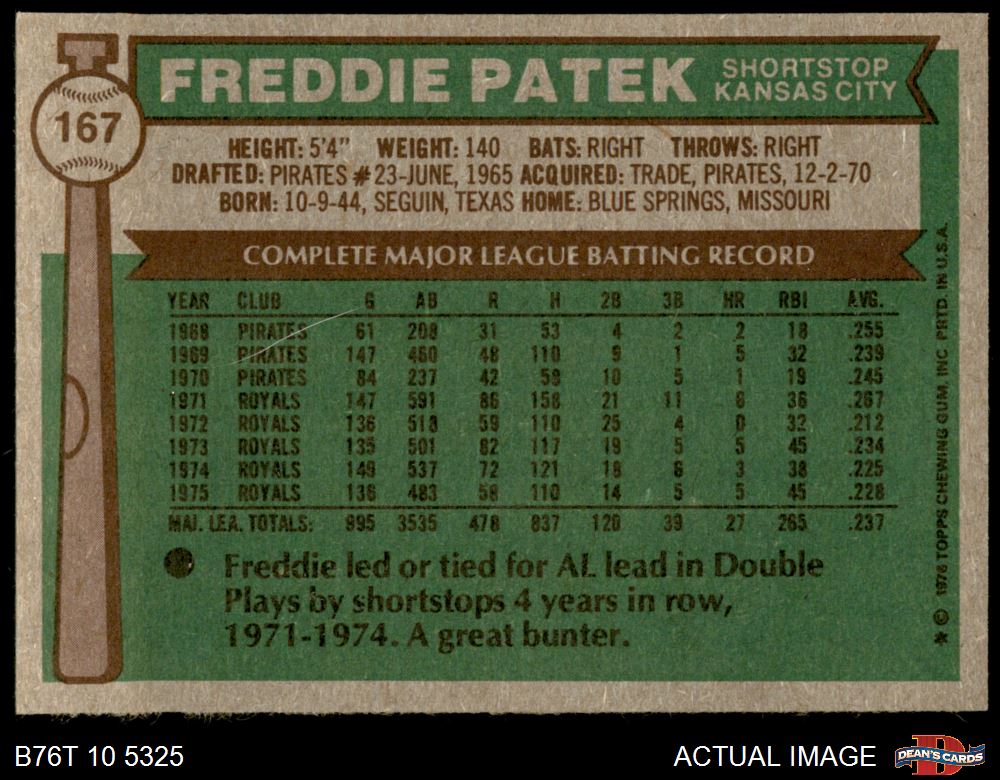 FREDDIE PATEK
SHORTSTOP
KANSAS CITY
167
HEIGHT: 5'4" WEIGHT: 140 BATS: RIGHT THROWS: RIGHT
DRAFTED: PIRATES #23-JUNE, 1965 ACQUIRED: TRADE, PIRATES, 12-2-70
BORN: 10-9-44, SEGUIN, TEXAS HOME: BLUE SPRINGS, MISSOURI
COMPLETE MAJOR LEAGUE BATTING RECORD
YEAR CLUB G AB R H 2B 3B HR RBI AVG.
1968 PIRATES 61 208 31 53 4 2 2 18 .255
1969 PIRATES 147 460 48 110 9 1 5 32 .239
1970 PIRATES 84 237 42 59 10 5 1 19 .245
1971 ROYALS 147 591 86 158 21 11 6 36 .267
1972 ROYALS 136 518 59 110 25 4 0 32 .212
1973 ROYALS 135 501 82 117 19 5 5 45 .234
1974 ROYALS 149 537 72 121 18 6 3 38 .225
1975 ROYALS 136 483 58 110 14 5 5 45 .228
MAJ. LEA. TOTALS: 995 3535 478 837 120 39 27 265 .237
Freddie led or tied for AL lead in Double
Plays by shortstops 4 years in row,
1971-1974. A great bunter.
* © 1976 TOPPS CHEWING GUM, INC. PRTD. IN U.S.A.
B76T 10 5325
ACTUAL IMAGE
DEAN'S CARDS